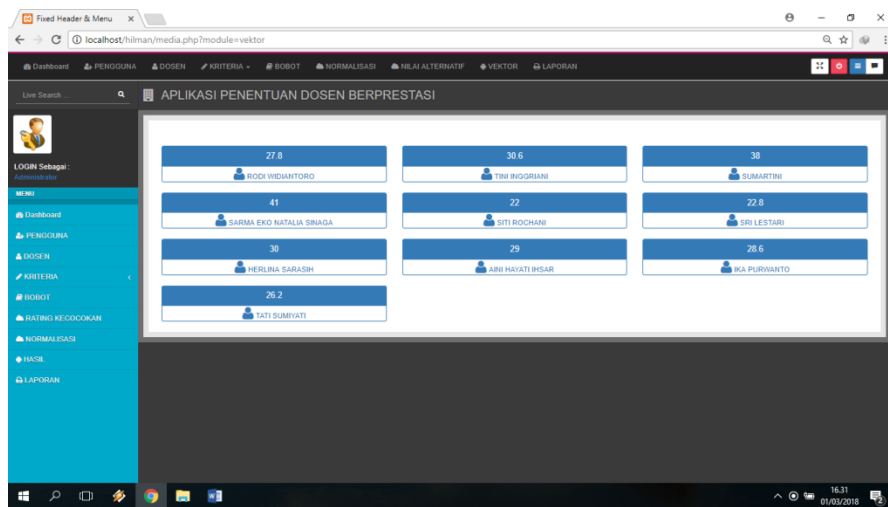 Fixed Header & Menu
localhost/hilman/media.php?module=vektor
Dashboard PENGGUNA DOSEN KRITERIA BOBOT NORMALISASI NILAI ALTERNATIF VEKTOR LAPORAN
Live Search ...
APLIKASI PENENTUAN DOSEN BERPRESTASI
LOGIN Sebagai :
Administrator
MENU
Dashboard
PENGGUNA
DOSEN
KRITERIA
BOBOT
RATING KECOCOKAN
NORMALISASI
HASIL
LAPORAN
27.8 30.6 38
RODI WIDIANTORO TINI INGGRIANI SUMARTINI
41 22 22.8
SARMA EKO NATALIA SINAGA SITI ROCHANI SRI LESTARI
30 29 28.6
HERLINA SARASIH AINI HAYATI IHSAR IKA PURWANTO
26.2
TATI SUMIYATI
16.31
01/03/2018
2